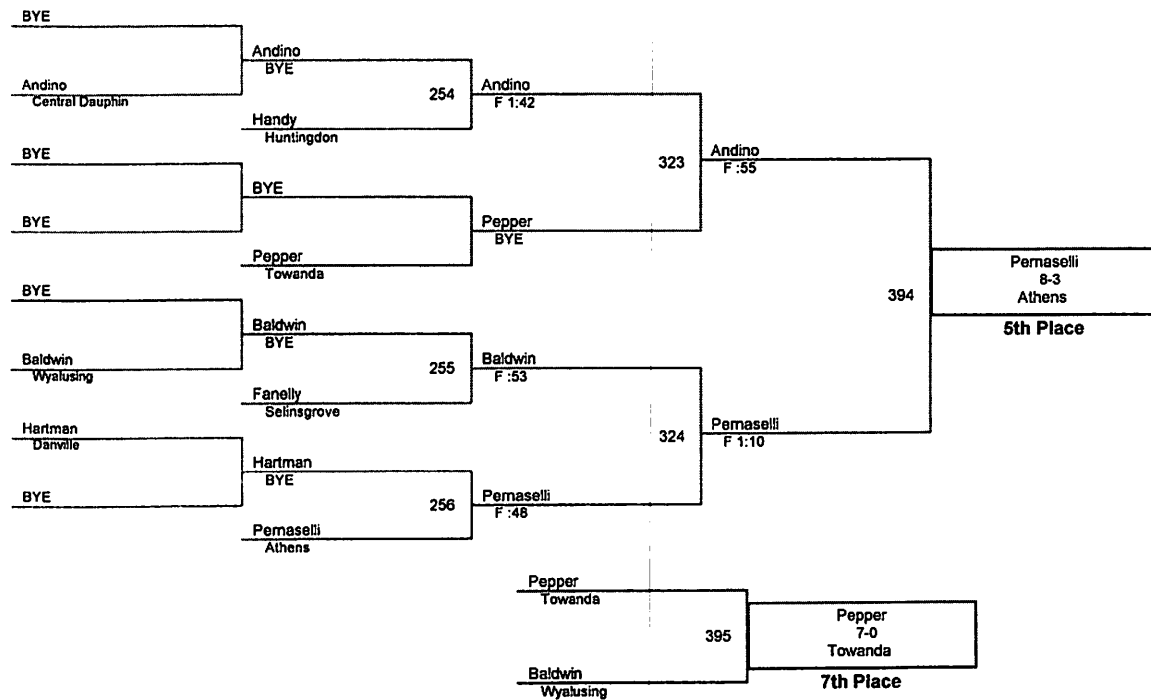 BYE
Andino
Central Dauphin
BYE
BYE
BYE
Baldwin
Wyalusing
Hartman
Danville
BYE
Andino
BYE
Handy
Huntingdon
BYE
Pepper
Towanda
Baldwin
BYE
Fanelly
Selinsgrove
Hartman
BYE
Pernaselli
Athens
254
255
256
Andino
F 1:42
Pepper
BYE
Baldwin
F :53
Pernaselli
F :48
323
324
Andino
F :55
Pernaselli
F 1:10
394
Pernaselli
8-3
Athens
5th Place
Pepper
Towanda
Baldwin
Wyalusing
395
Pepper
7-0
Towanda
7th Place